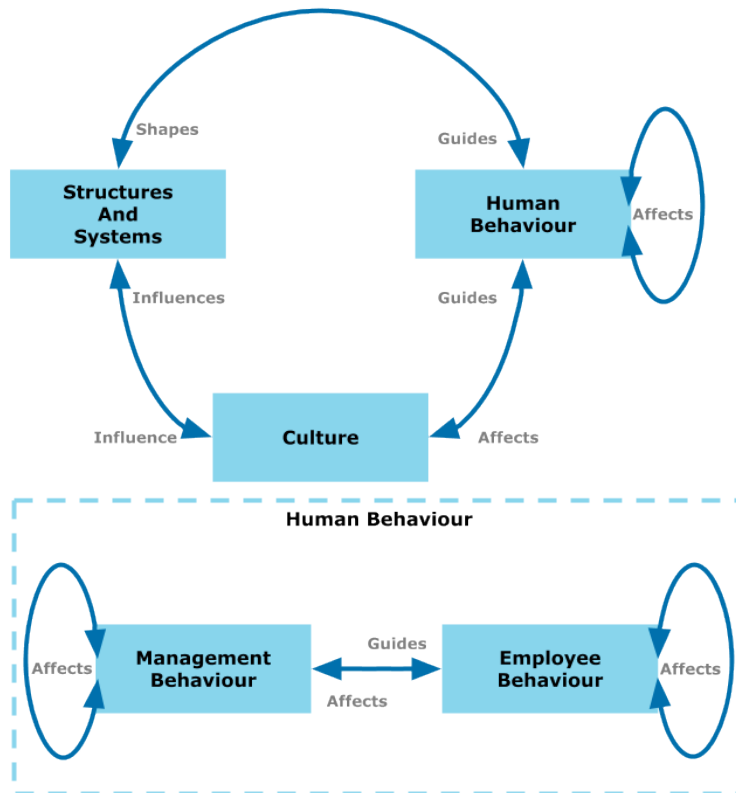 Shapes
Guides
Structures
And
Systems
Human
Behaviour
Affects
Influences
Guides
Influence
Culture
Affects
Human Behaviour
Affects
Management
Behaviour
Guides
Affects
Employee
Behaviour
Affects